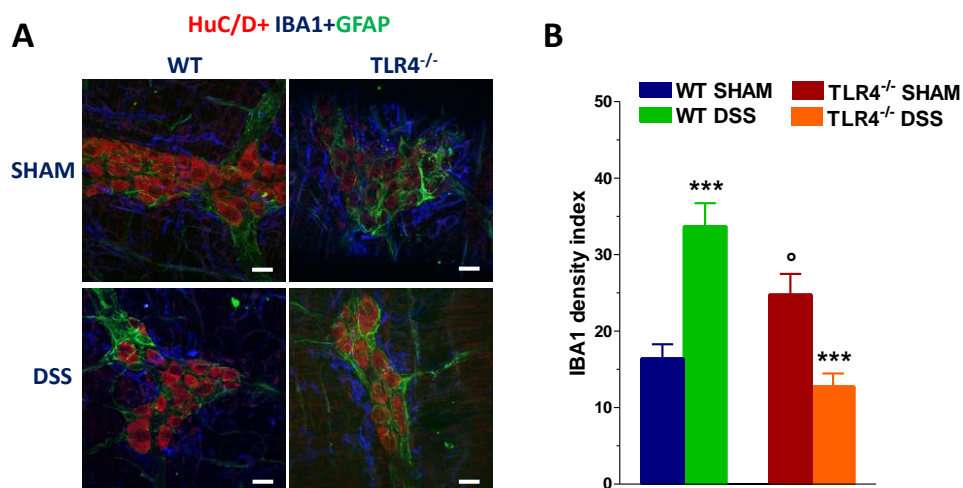 A
HuC/D+ IBA1+GFAP
WT
TLR4-/-
SHAM
DSS
B
WT SHAM
TLR4-/- SHAM
WT DSS
TLR4-/- DSS
IBA1 density index
50
40
30
20
10
0
***
°
***